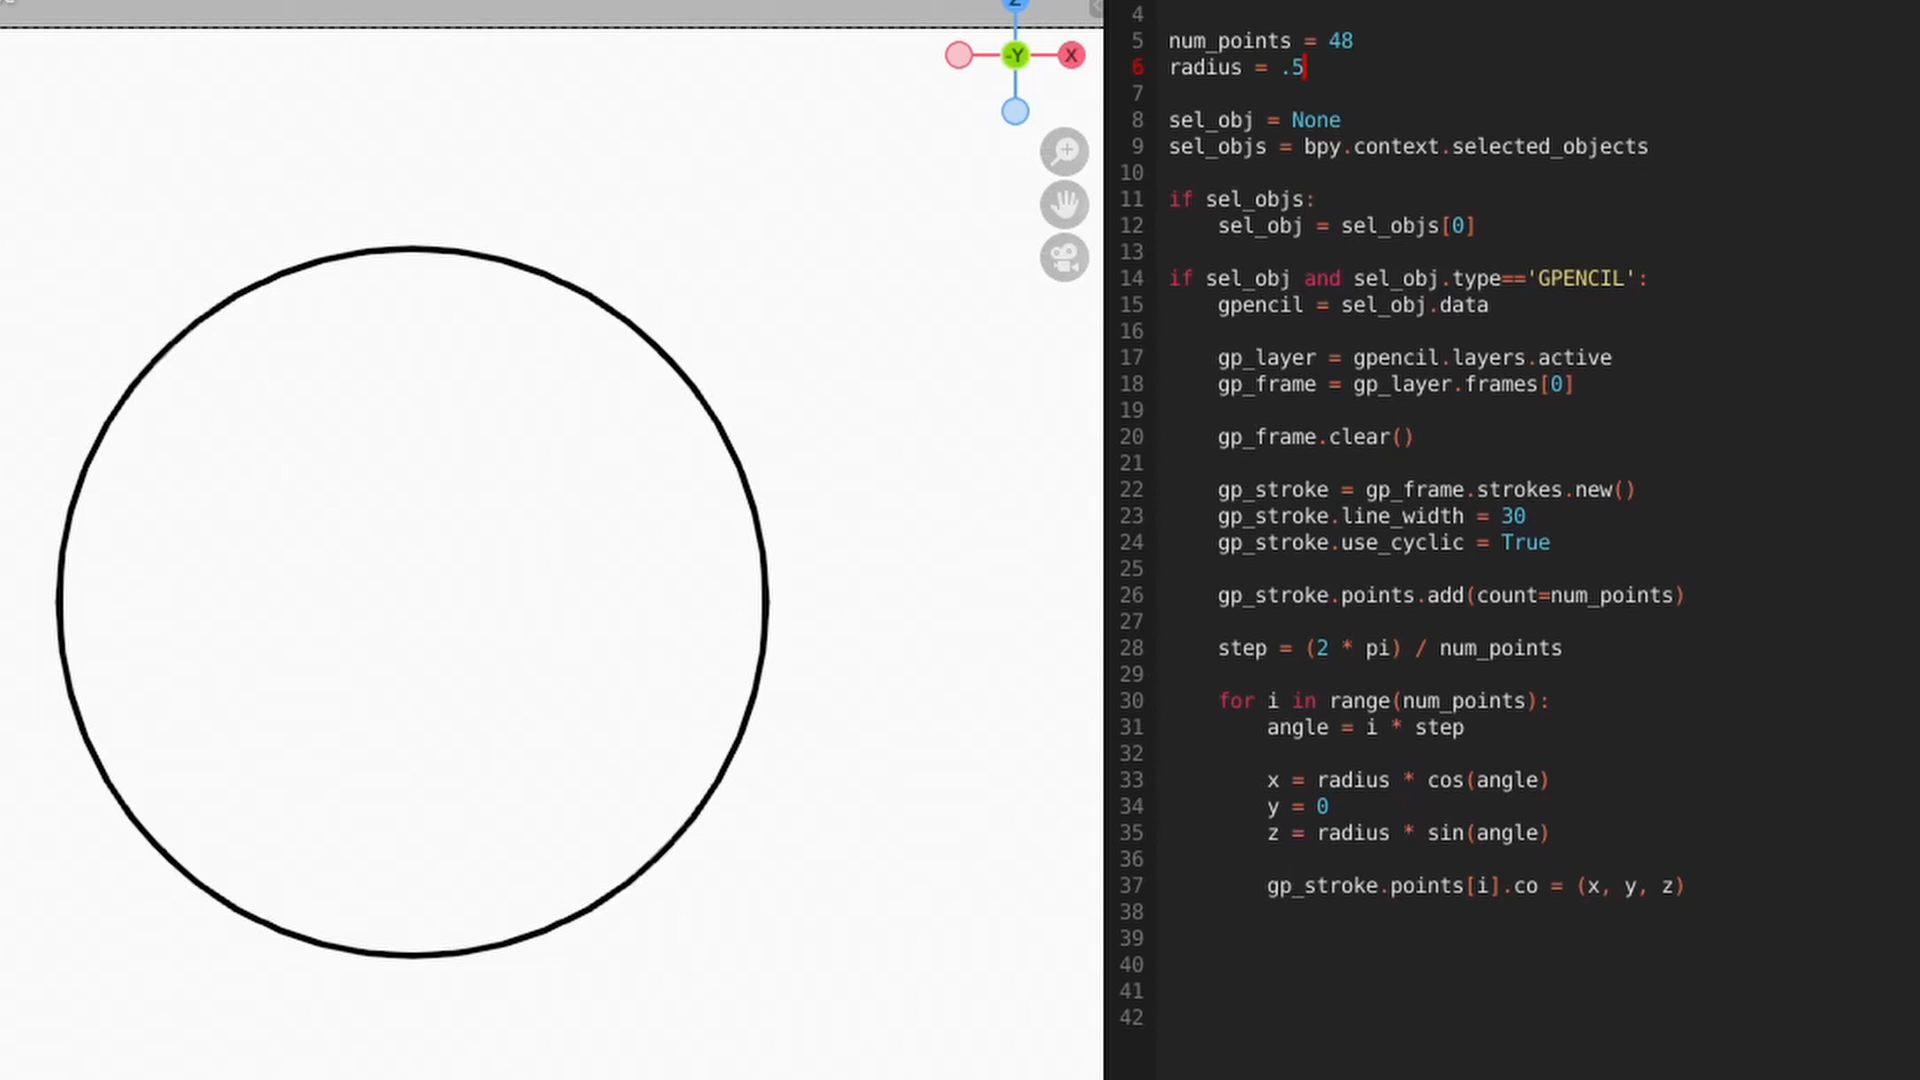 Z
-Y
X
4
5 num_points = 48
6 radius = .5
7
8 sel_obj = None
9 sel_objs = bpy.context.selected_objects
10
11 if sel_objs:
12     sel_obj = sel_objs[0]
13
14 if sel_obj and sel_obj.type=='GPENCIL':
15     gpencil = sel_obj.data
16
17     gp_layer = gpencil.layers.active
18     gp_frame = gp_layer.frames[0]
19
20     gp_frame.clear()
21
22     gp_stroke = gp_frame.strokes.new()
23     gp_stroke.line_width = 30
24     gp_stroke.use_cyclic = True
25
26     gp_stroke.points.add(count=num_points)
27
28     step = (2 * pi) / num_points
29
30     for i in range(num_points):
31         angle = i * step
32
33         x = radius * cos(angle)
34         y = 0
35         z = radius * sin(angle)
36
37         gp_stroke.points[i].co = (x, y, z)
38
39
40
41
42